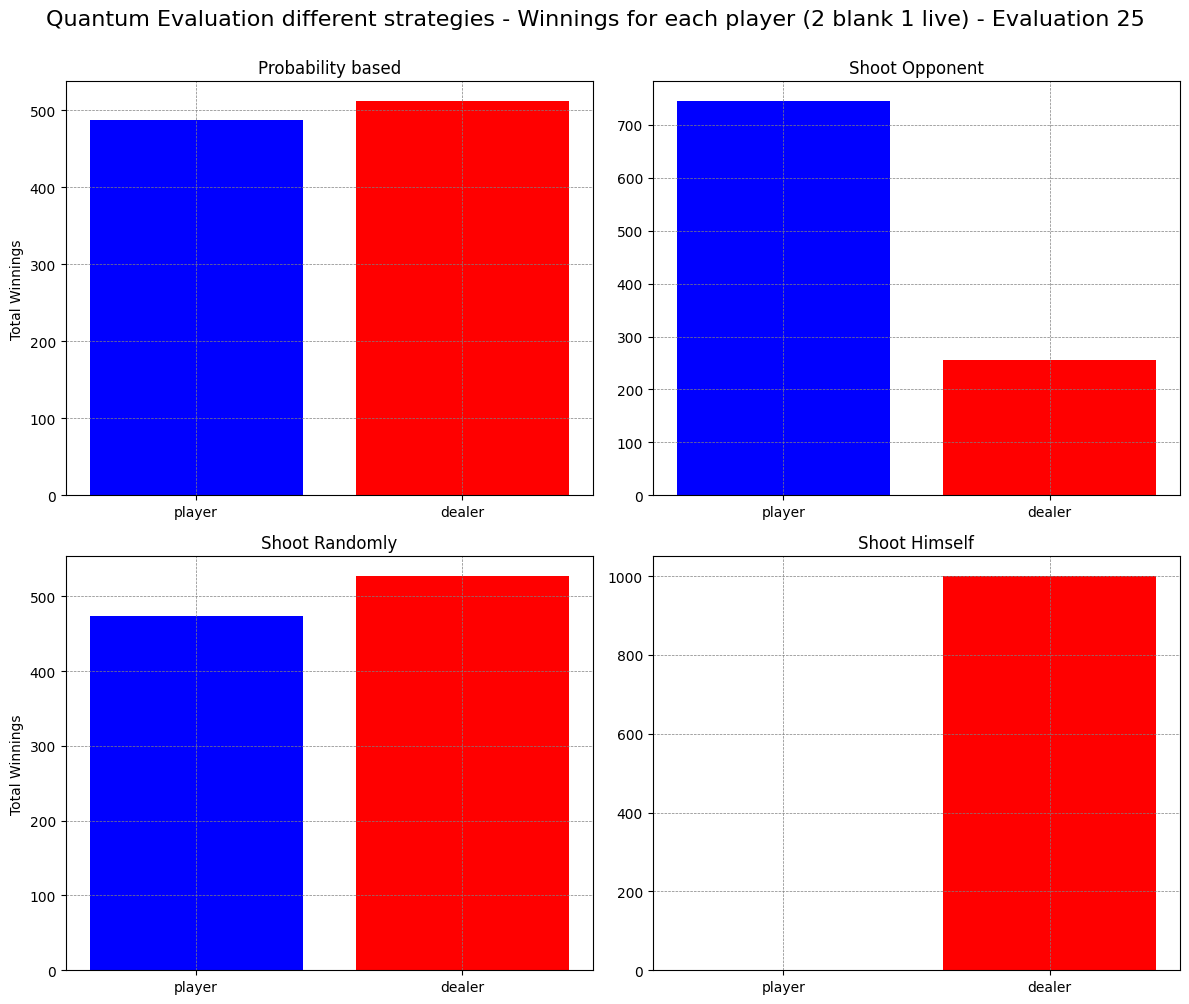 Quantum Evaluation different strategies - Winnings for each player (2 blank 1 live) - Evaluation 25
Probability based
Total Winnings
500
400
300
200
100
0
player
dealer
Shoot Opponent
700
600
500
400
300
200
100
0
player
dealer
Shoot Randomly
Total Winnings
500
400
300
200
100
0
player
dealer
Shoot Himself
1000
800
600
400
200
0
player
dealer